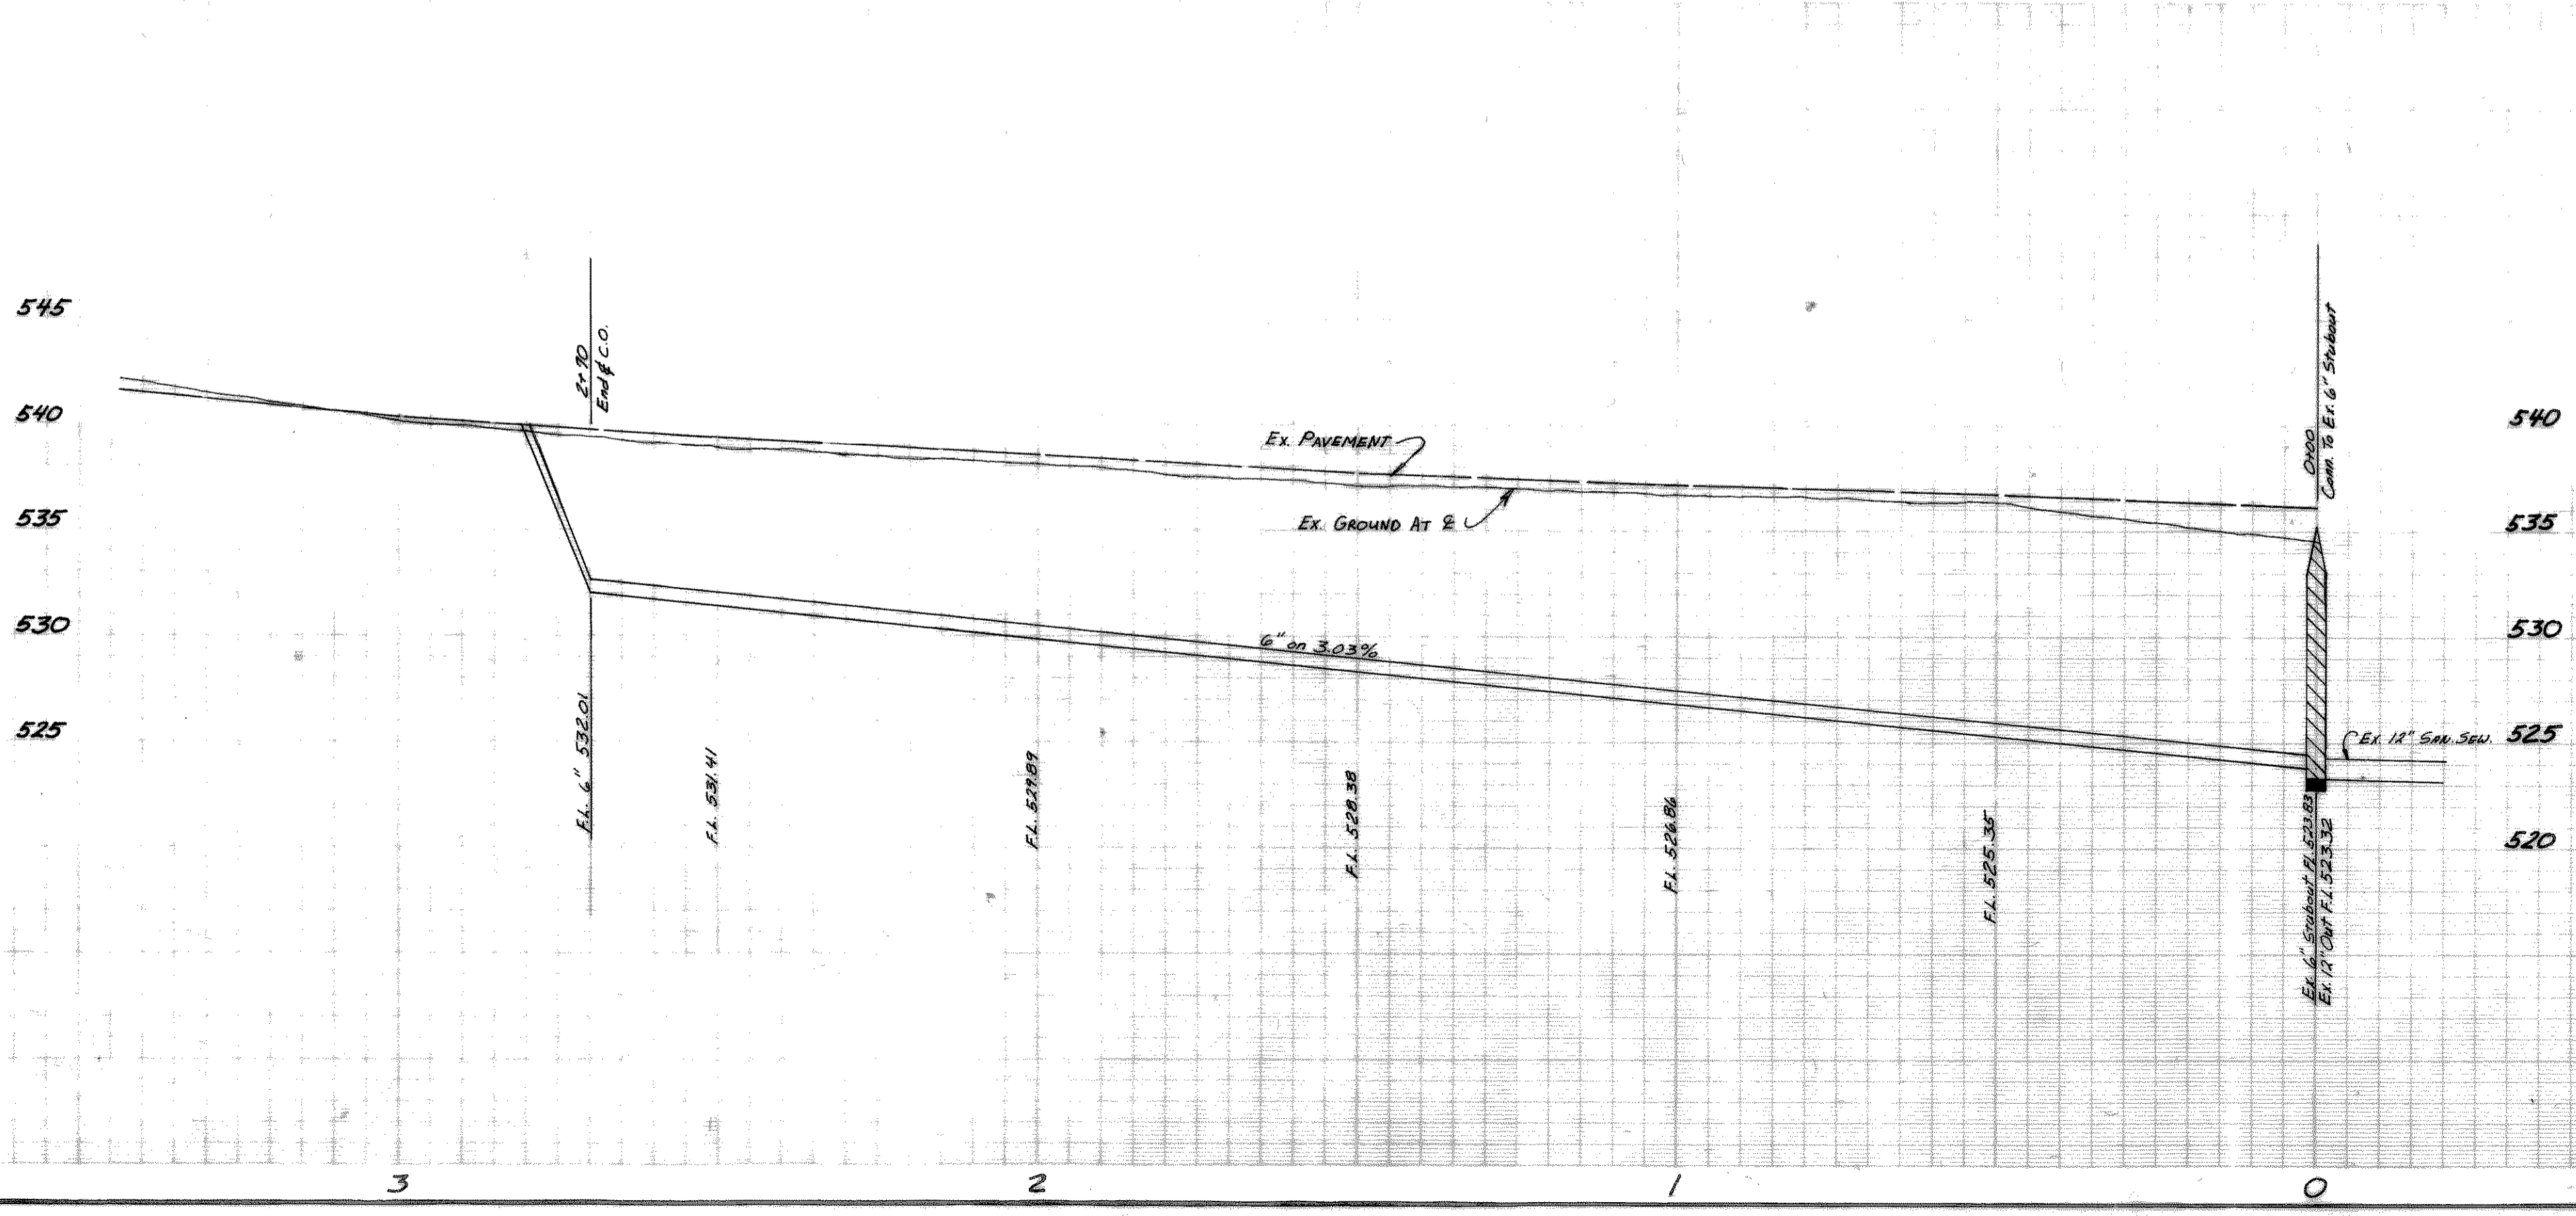 545
540
535
530
525
2+70
End & C.O.
Ex. PAVEMENT
Ex. GROUND AT ℄
6" on 3.03%
0+00
Conn. To Ex. 6" Stubout
540
535
530
525
520
Ex. 12" SAN. SEW.
F.L. 6" 532.01
F.L. 531.41
F.L. 529.89
F.L. 528.38
F.L. 526.86
F.L. 525.35
Ex. 6" Stubout F.L. 523.83
Ex. 12" Out F.L. 523.32
3
2
1
0